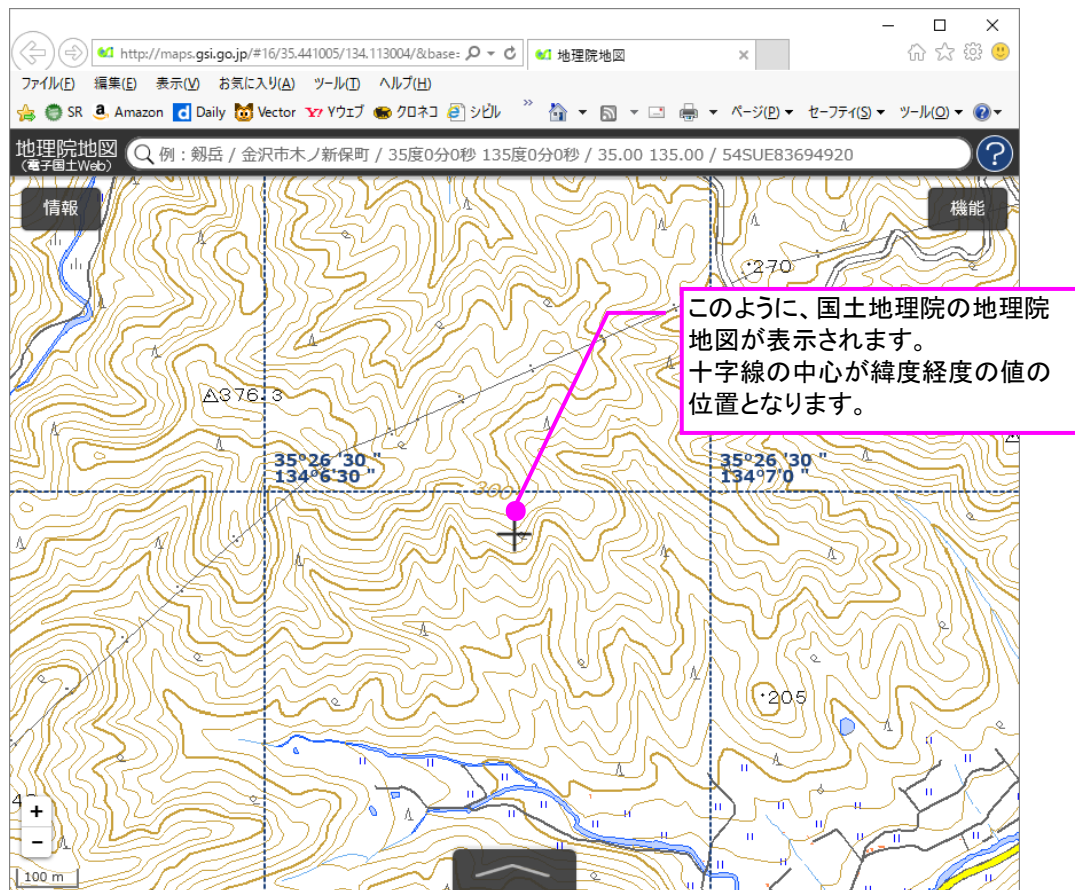 http://maps.gsi.go.jp/#16/35.441005/134.113004/&base=
地理院地図
ファイル(F) 編集(E) 表示(V) お気に入り(A) ツール(T) ヘルプ(H)
SR Amazon Daily Vector Yウェブ クロネコ シビル ページ(P) セーフティ(S) ツール(O)
地理院地図
(電子国土Web)
例：剱岳 / 金沢市木ノ新保町 / 35度0分0秒 135度0分0秒 / 35.00 135.00 / 54SUE83694920
?
情報
機能
270
このように、国土地理院の地理院
地図が表示されます。
十字線の中心が緯度経度の値の
位置となります。
376.3
35°26 '30 "
134°6'30 "
35°26 '30 "
134°7'0 "
300
205
+
-
100 m